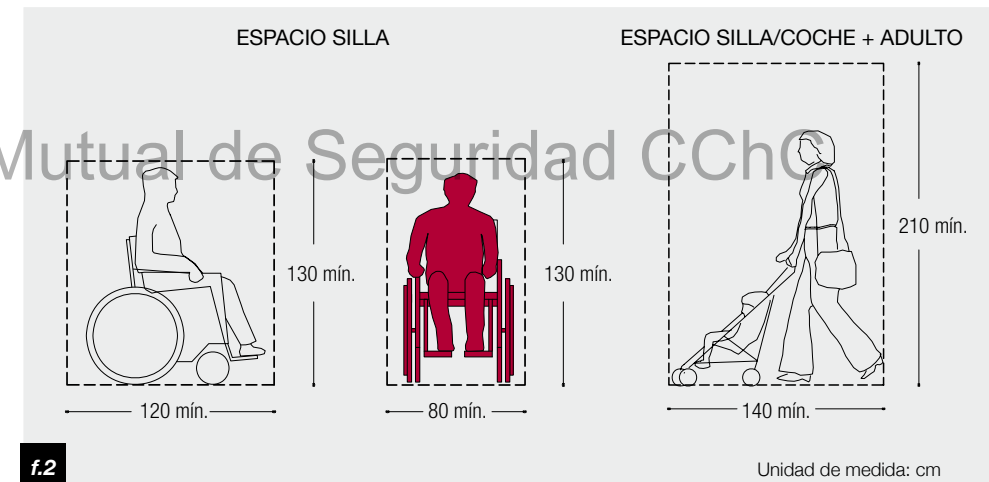 ESPACIO SILLA
ESPACIO SILLA/COCHE + ADULTO
Mutual de Seguridad CChC
210 mín.
130 mín.
130 mín.
120 mín.
80 mín.
140 mín.
f.2
Unidad de medida: cm